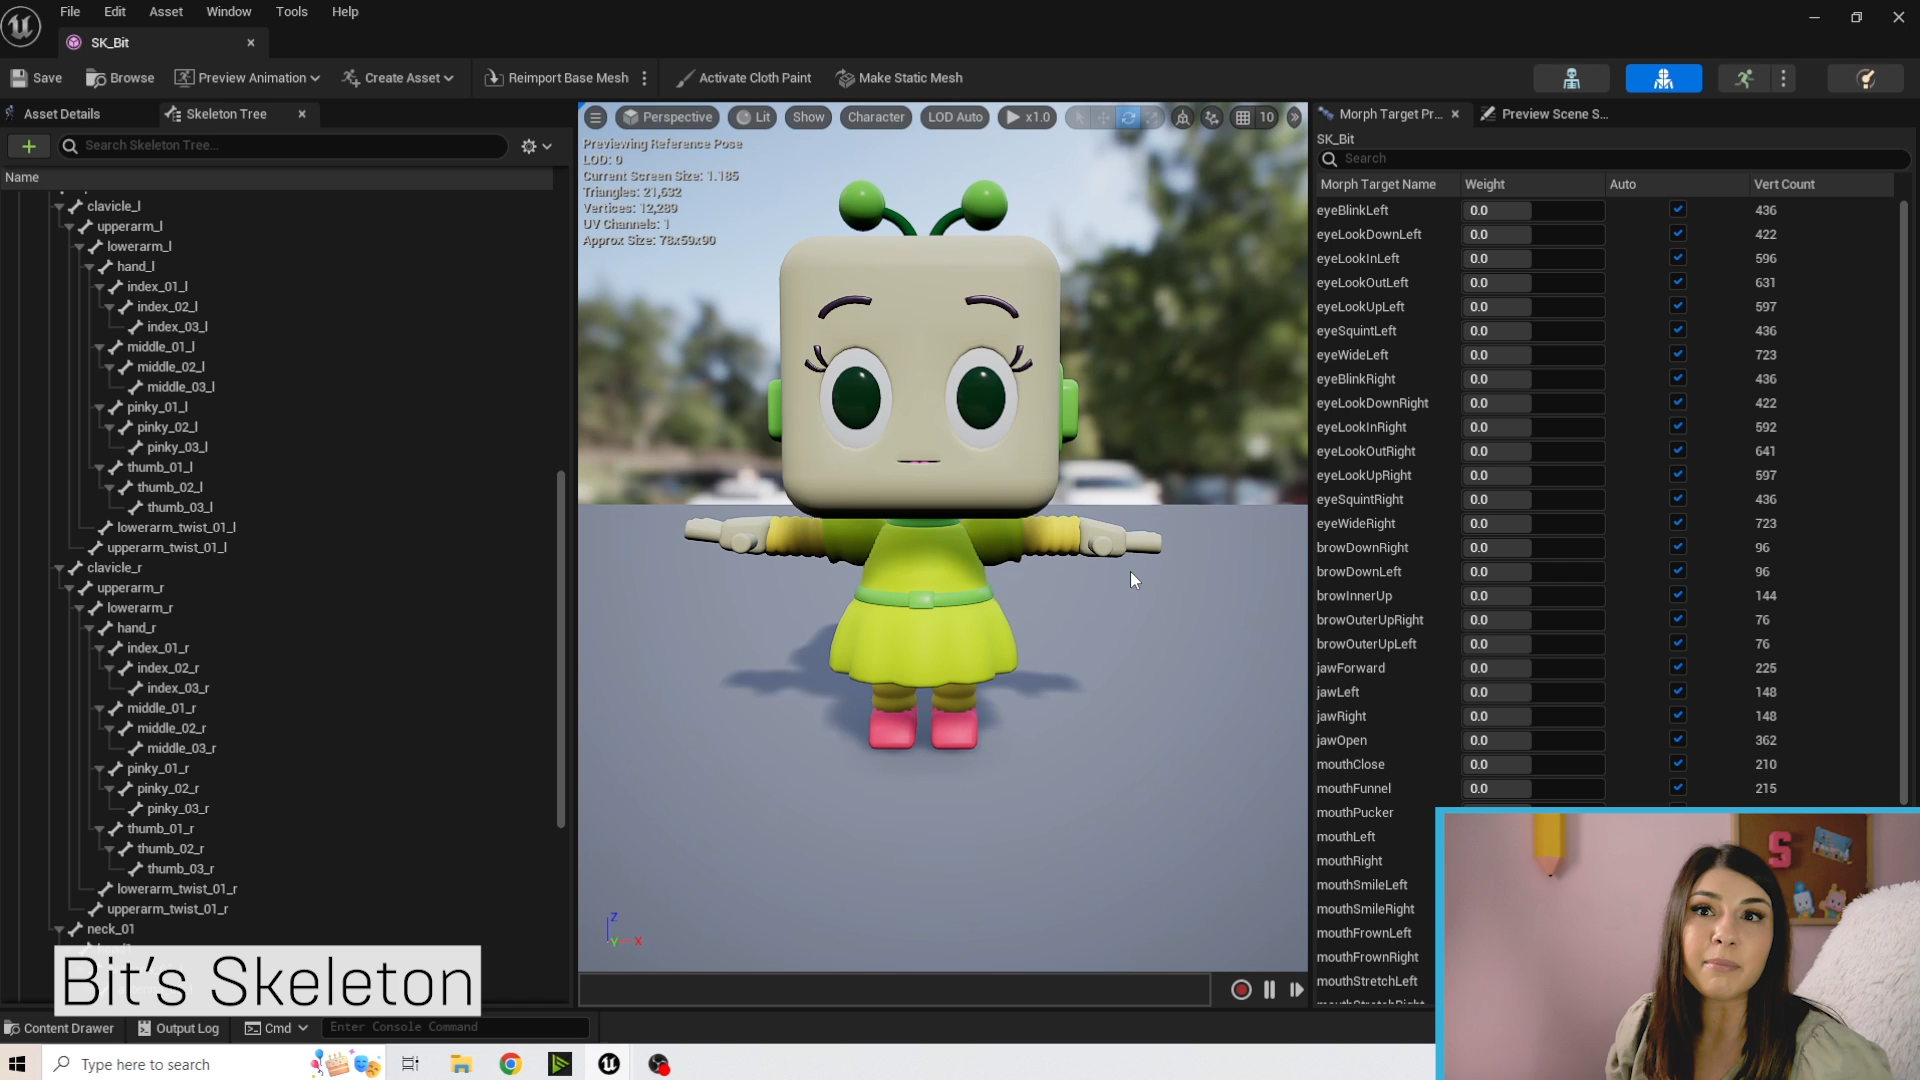 File Edit Asset Window Tools Help
SK_Bit
Save Browse Preview Animation Create Asset Reimport Base Mesh Activate Cloth Paint Make Static Mesh
Asset Details Skeleton Tree
Search Skeleton Tree...
Name
clavicle_l
upperarm_l
lowerarm_l
hand_l
index_01_l
index_02_l
index_03_l
middle_01_l
middle_02_l
middle_03_l
pinky_01_l
pinky_02_l
pinky_03_l
thumb_01_l
thumb_02_l
thumb_03_l
lowerarm_twist_01_l
upperarm_twist_01_l
clavicle_r
upperarm_r
lowerarm_r
hand_r
index_01_r
index_02_r
index_03_r
middle_01_r
middle_02_r
middle_03_r
pinky_01_r
pinky_02_r
pinky_03_r
thumb_01_r
thumb_02_r
thumb_03_r
lowerarm_twist_01_r
upperarm_twist_01_r
neck_01
Bit's Skeleton
Perspective Lit Show Character LOD Auto x1.0 10
Previewing Reference Pose
LOD: 0
Current Screen Size: 1.185
Triangles: 21,632
Vertices: 12,289
UV Channels: 1
Approx Size: 78x59x90
Z
Y X
Morph Target Pr... Preview Scene S...
SK_Bit
Search
Morph Target Name Weight Auto Vert Count
eyeBlinkLeft 0.0 436
eyeLookDownLeft 0.0 422
eyeLookInLeft 0.0 596
eyeLookOutLeft 0.0 631
eyeLookUpLeft 0.0 597
eyeSquintLeft 0.0 436
eyeWideLeft 0.0 723
eyeBlinkRight 0.0 436
eyeLookDownRight 0.0 422
eyeLookInRight 0.0 592
eyeLookOutRight 0.0 641
eyeLookUpRight 0.0 597
eyeSquintRight 0.0 436
eyeWideRight 0.0 723
browDownRight 0.0 96
browDownLeft 0.0 96
browInnerUp 0.0 144
browOuterUpRight 0.0 76
browOuterUpLeft 0.0 76
jawForward 0.0 225
jawLeft 0.0 148
jawRight 0.0 148
jawOpen 0.0 362
mouthClose 0.0 210
mouthFunnel 0.0 215
mouthPucker
mouthLeft
mouthRight
mouthSmileLeft
mouthSmileRight
mouthFrownLeft
mouthFrownRight
mouthStretchLeft
mouthStretchRight
S
Content Drawer Output Log Cmd Enter Console Command
Type here to search